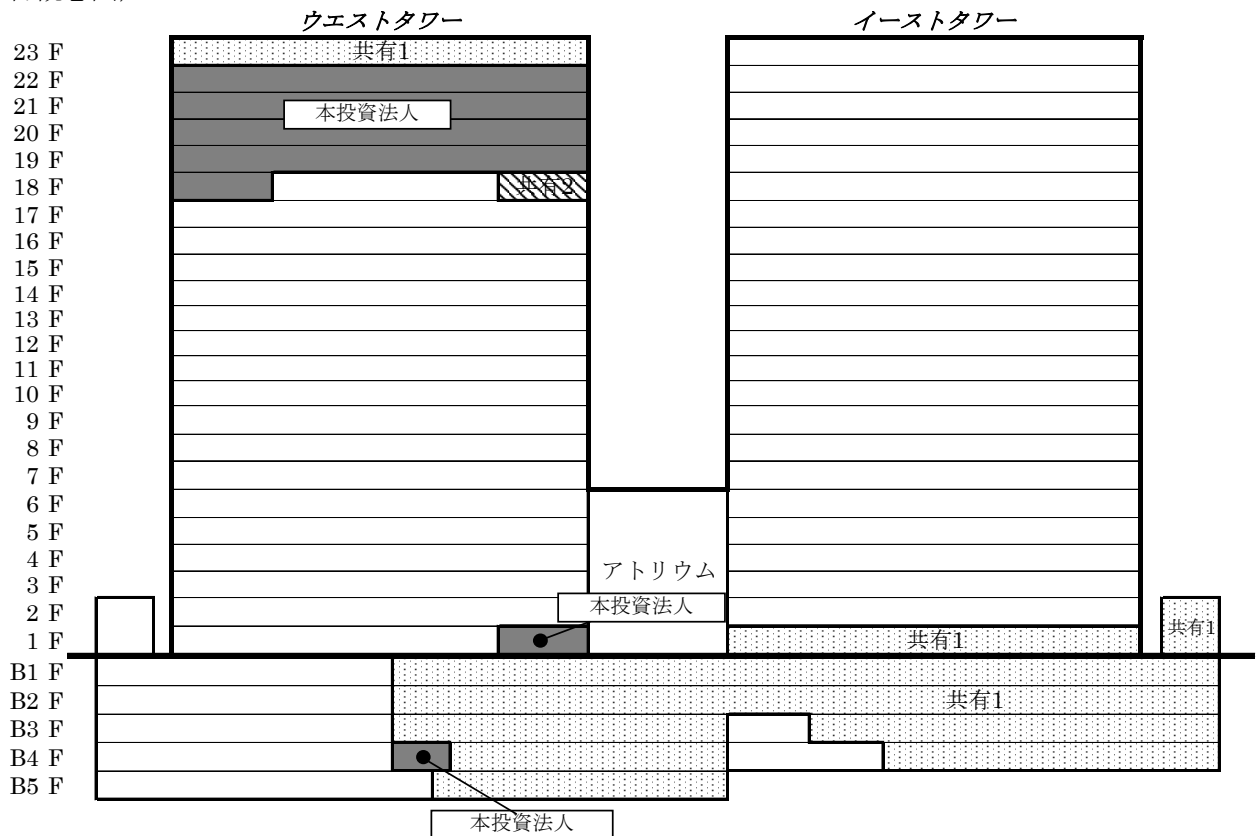 ウエストタワー イーストタワー
23 F 共有1
22 F
21 F 本投資法人
20 F
19 F
18 F 共有2
17 F
16 F
15 F
14 F
13 F
12 F
11 F
10 F
9 F
8 F
7 F
6 F
5 F
4 F
アトリウム
3 F
2 F 本投資法人
1 F 共有1 共有1
B1 F
B2 F 共有1
B3 F
B4 F
B5 F
本投資法人